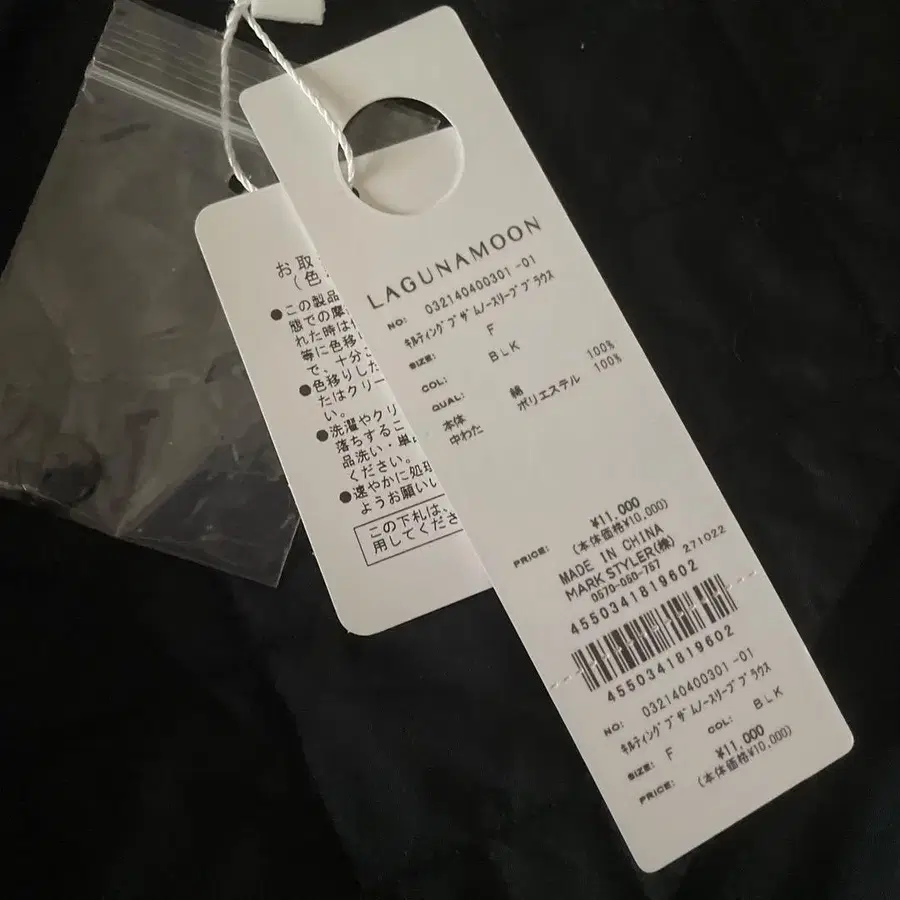 LAGUNAMOON
NO: 032140400301-01
キルティングブザムノースリーブブラウス
SIZE: F
COL: BLK
QUAL:
本体 綿 100%
中わた ポリエステル 100%
PRICE: ¥11,000
(本体価格¥10,000)
MADE IN CHINA
MARK STYLER(株)
0570-060-757 271022
4550341819602
4550341819602
NO: 032140400301-01
キルティングブザムノースリーブブラウス
SIZE: F COL: BLK
PRICE: ¥11,000
(本体価格¥10,000)
お取
(色
●この製品
態での摩
れた時は
等に色移
で、十分
●色移りした
たはクリー
い。
●洗濯やクリ
落ちするこ
品洗い・単
ください。
●速やかに処理
ようお願いい
この下札は、
用してくださ